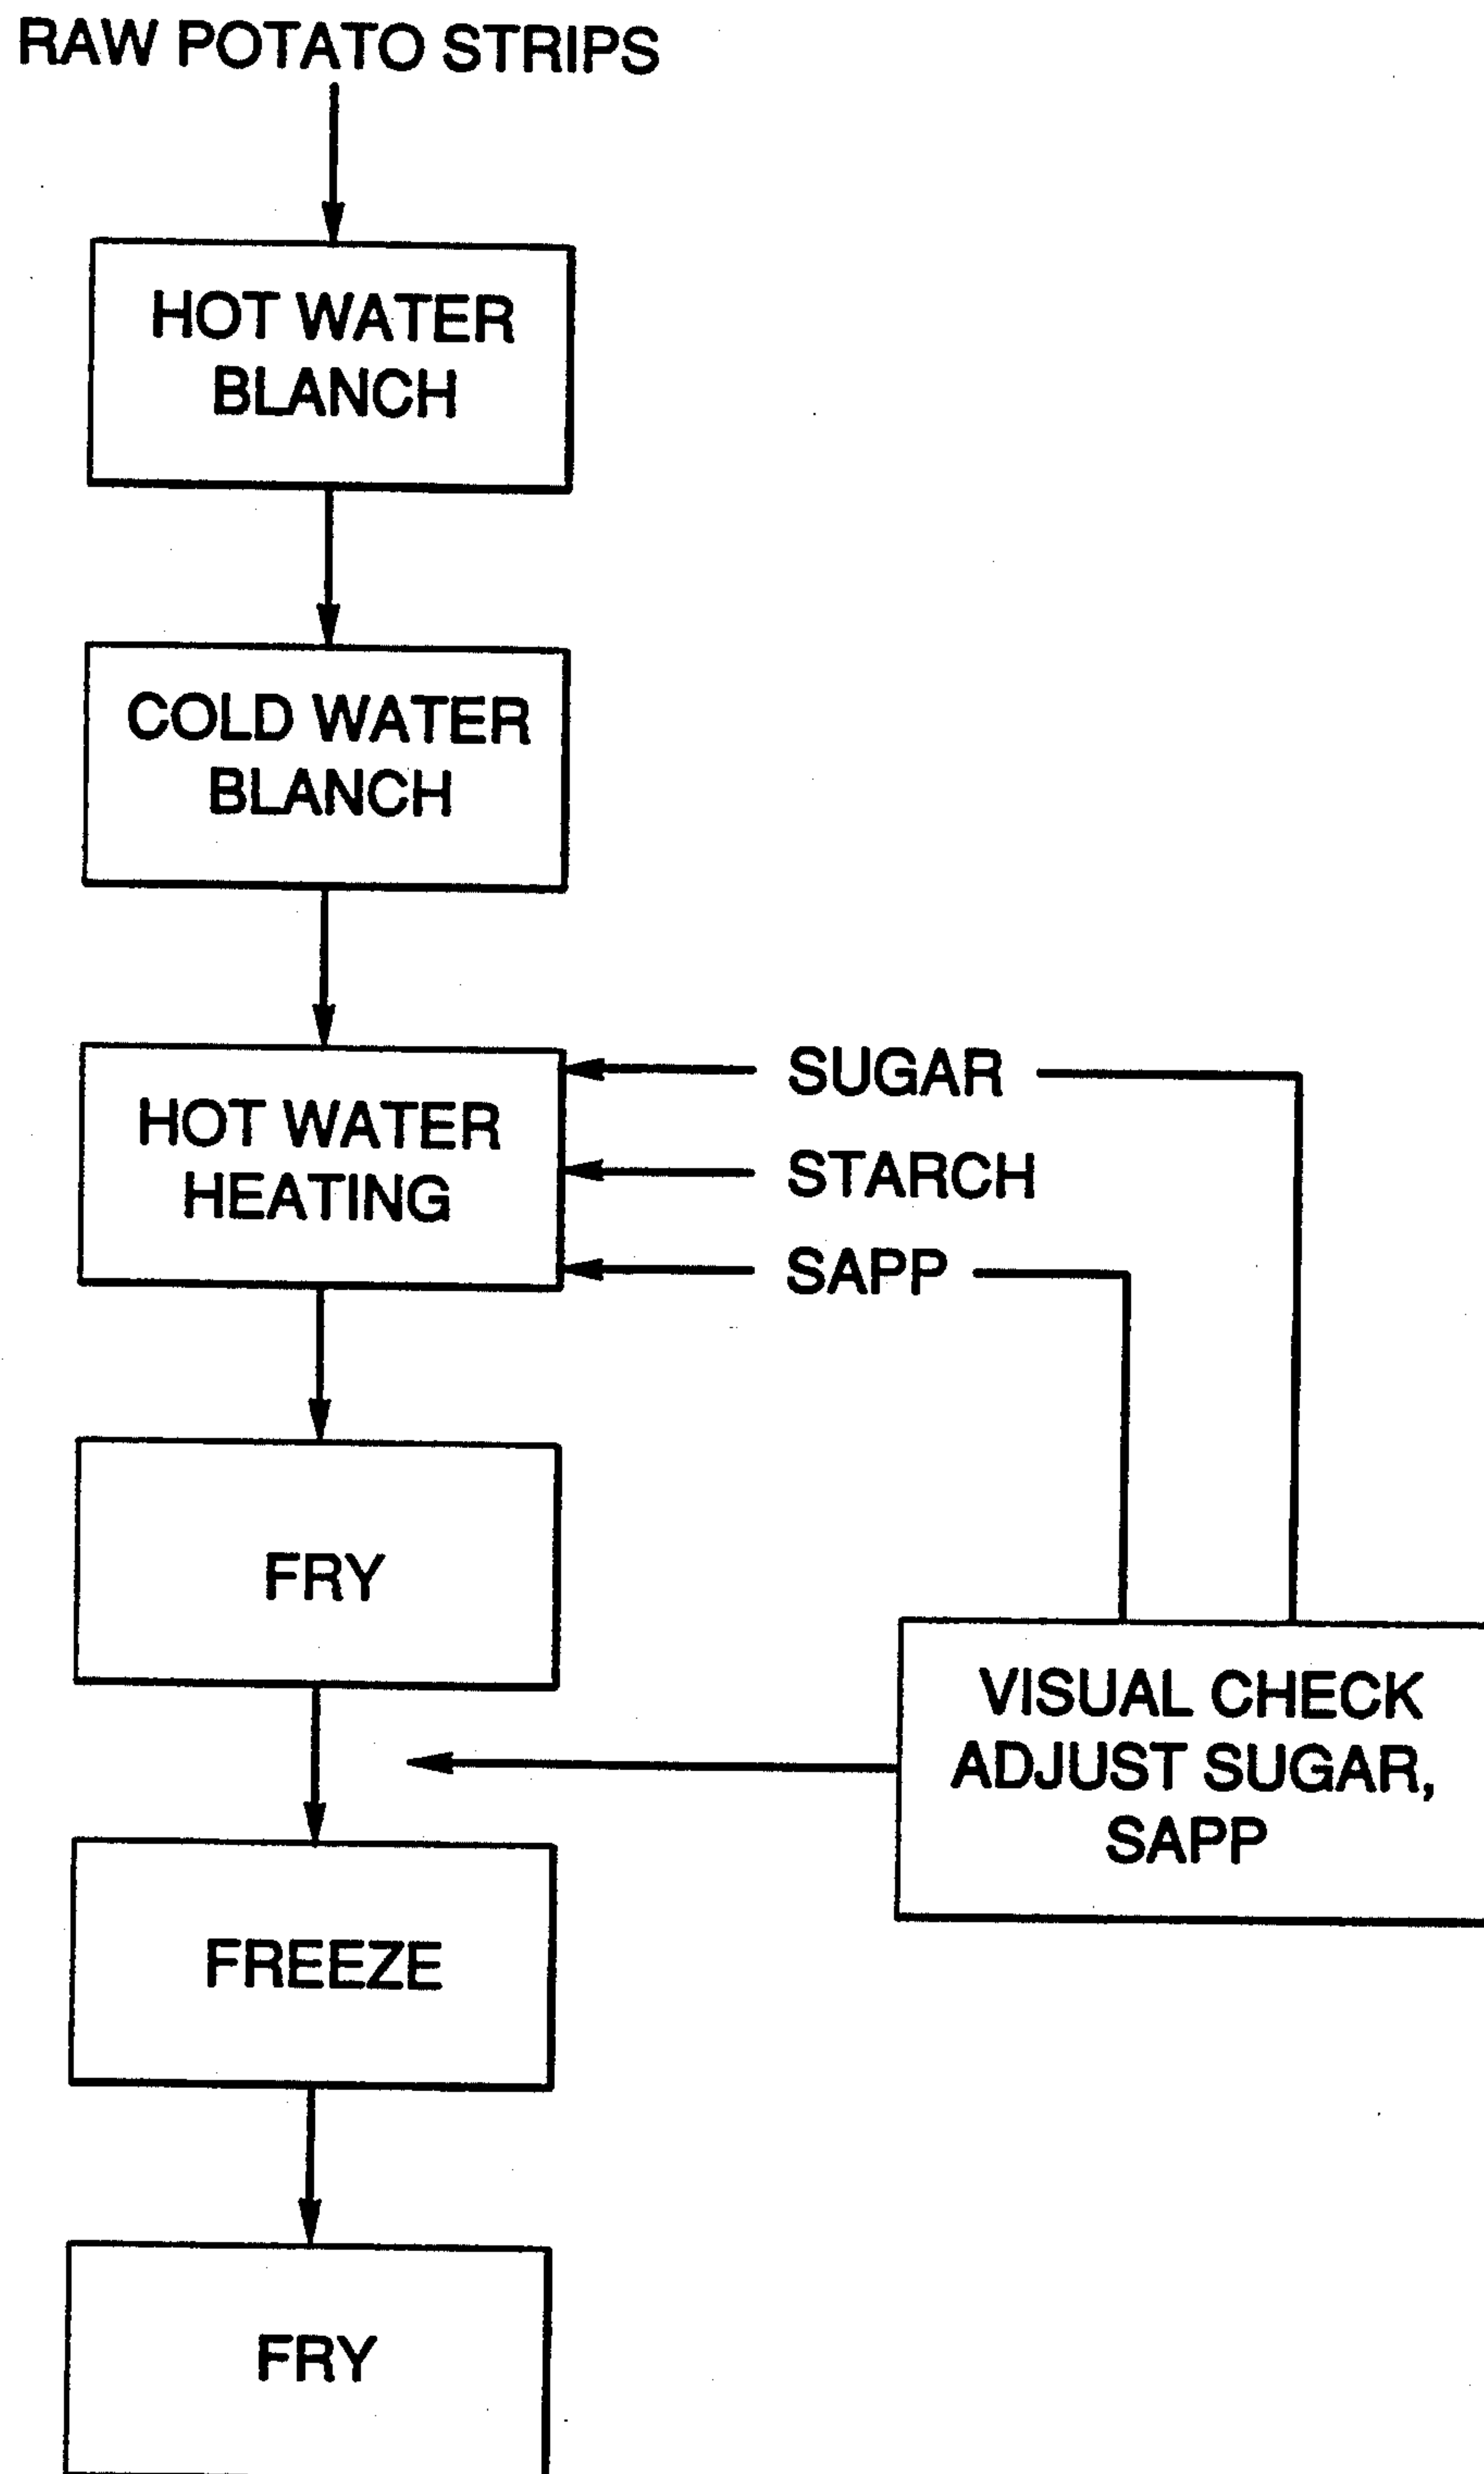 RAW POTATO STRIPS
HOT WATER
BLANCH
COLD WATER
BLANCH
HOT WATER
HEATING
SUGAR
STARCH
SAPP
FRY
VISUAL CHECK
ADJUST SUGAR,
SAPP
FREEZE
FRY